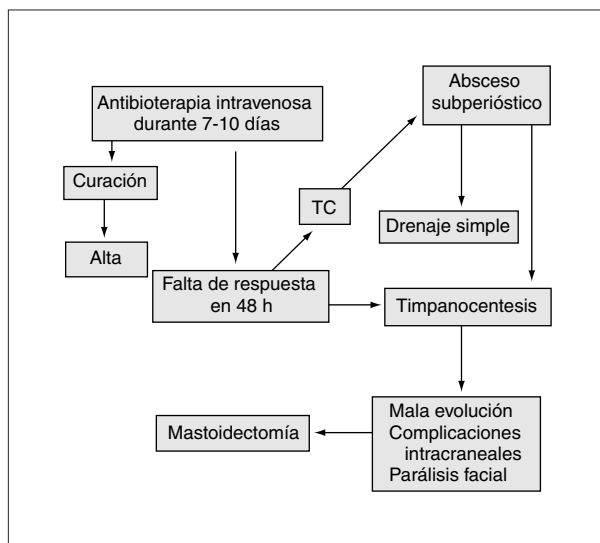 Antibioterapia intravenosa
durante 7-10 días
Absceso
subperióstico
Curación
TC
Drenaje simple
Alta
Falta de respuesta
en 48 h
Timpanocentesis
Mala evolución
Complicaciones
intracraneales
Parálisis facial
Mastoidectomía